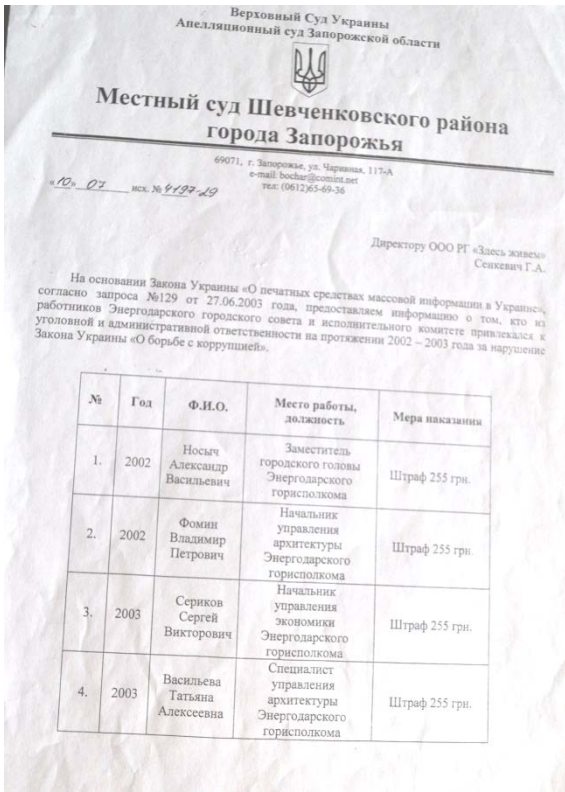 Верховный Суд Украины
Апелляционный суд Запорожской области
Местный суд Шевченковского района
города Запорожья
69071, г. Запорожье, ул. Чаривная, 117-А
e-mail: bochar@comint.net
тел: (0612)65-69-36
«10» 07 исх. № 4197-29
Директору ООО РГ «Здесь живем»
Сенкевич Г.А.
На основании Закона Украины «О печатных средствах массовой информации в Украине»,
согласно запроса №129 от 27.06.2003 года, предоставляем информацию о том, кто из
работников Энергодарского городского совета и исполнительного комитете привлекался к
уголовной и административной ответственности на протяжении 2002 – 2003 года за нарушение
Закона Украины «О борьбе с коррупцией».
№ Год Ф.И.О. Место работы, должность Мера наказания
1. 2002 Носыч Александр Васильевич Заместитель городского головы Энергодарского горисполкома Штраф 255 грн.
2. 2002 Фомин Владимир Петрович Начальник управления архитектуры Энергодарского горисполкома Штраф 255 грн.
3. 2003 Сериков Сергей Викторович Начальник управления экономики Энергодарского горисполкома Штраф 255 грн.
4. 2003 Васильева Татьяна Алексеевна Специалист управления архитектуры Энергодарского горисполкома Штраф 255 грн.